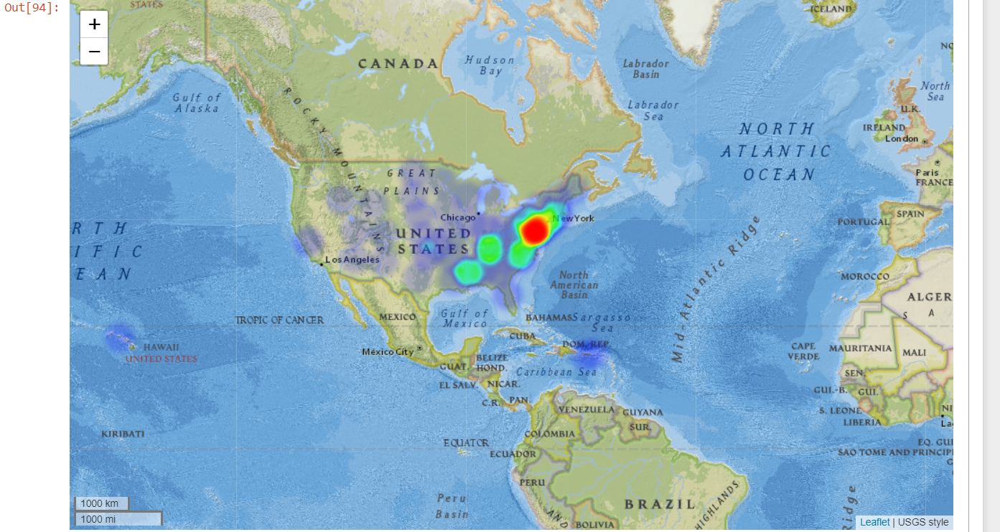 Out[94]:
+
−
STATES
ICELAND
CANADA
Hudson
Bay
Labrador
Basin
Gulf of
Alaska
Labrador
Sea
North
Sea
U.K.
IRELAND
London
ROCKY MOUNTAINS
NORTH
ATLANTIC
OCEAN
Paris
FRANCE
GREAT
PLAINS
Chicago
New York
SPAIN
PORTUGAL
RTH
IFIC
EAN
UNITED
STATES
Los Angeles
North
American
Basin
Mid-Atlantic Ridge
MOROCCO
ALGER
S A
TROPIC OF CANCER
MEXICO
Gulf of
Mexico
BAHAMAS
Sargasso
Sea
CUBA
DOM. REP.
HAWAII
UNITED STATES
México City
BELIZE
GUAT.
HOND.
Caribbean Sea
CAPE
VERDE
MAURITANIA
MALI
SEN.
EL SALV.
NICAR.
C.R.
PAN.
GUI.-B.
GUI.
S. LEONE
LIBERIA
NI
La
VENEZUELA
GUYANA
SUR.
COLOMBIA
KIRIBATI
EQUATOR
ECUADOR
EQ. GUI
SAO TOME AND PRINCIP
G
PERU
Peru
Basin
BRAZIL
HIGHLANDS
AND
BOLIVIA
Ridge
1000 km
1000 mi
Leaflet | USGS style